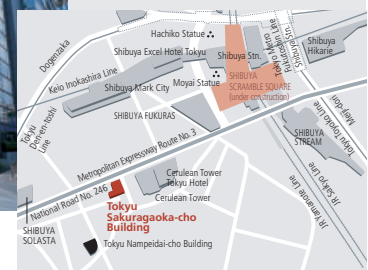 Hachiko Statue
Dogenzaka
Shibuya Excel Hotel Tokyu
Shibuya Stn.
Tokyo Metro
Fukutoshin Line
Shibuya Stn.
Shibuya
Hikarie
Keio Inokashira Line
Moyai Statue
SHIBUYA
SCRAMBLE SQUARE
(under construction)
Shibuya Mark City
Meiji-dori
Tokyu Toyoko Line
Tokyu
Den-en-toshi
Line
SHIBUYA FUKURAS
SHIBUYA
STREAM
Metropolitan Expressway Route No. 3
JR Saikyo Line
JR Yamanote Line
Cerulean Tower
Tokyu Hotel
National Road No. 246
Cerulean Tower
Tokyu
Sakuragaoka-cho
Building
SHIBUYA
SOLASTA
Tokyu Nampeidai-cho Building